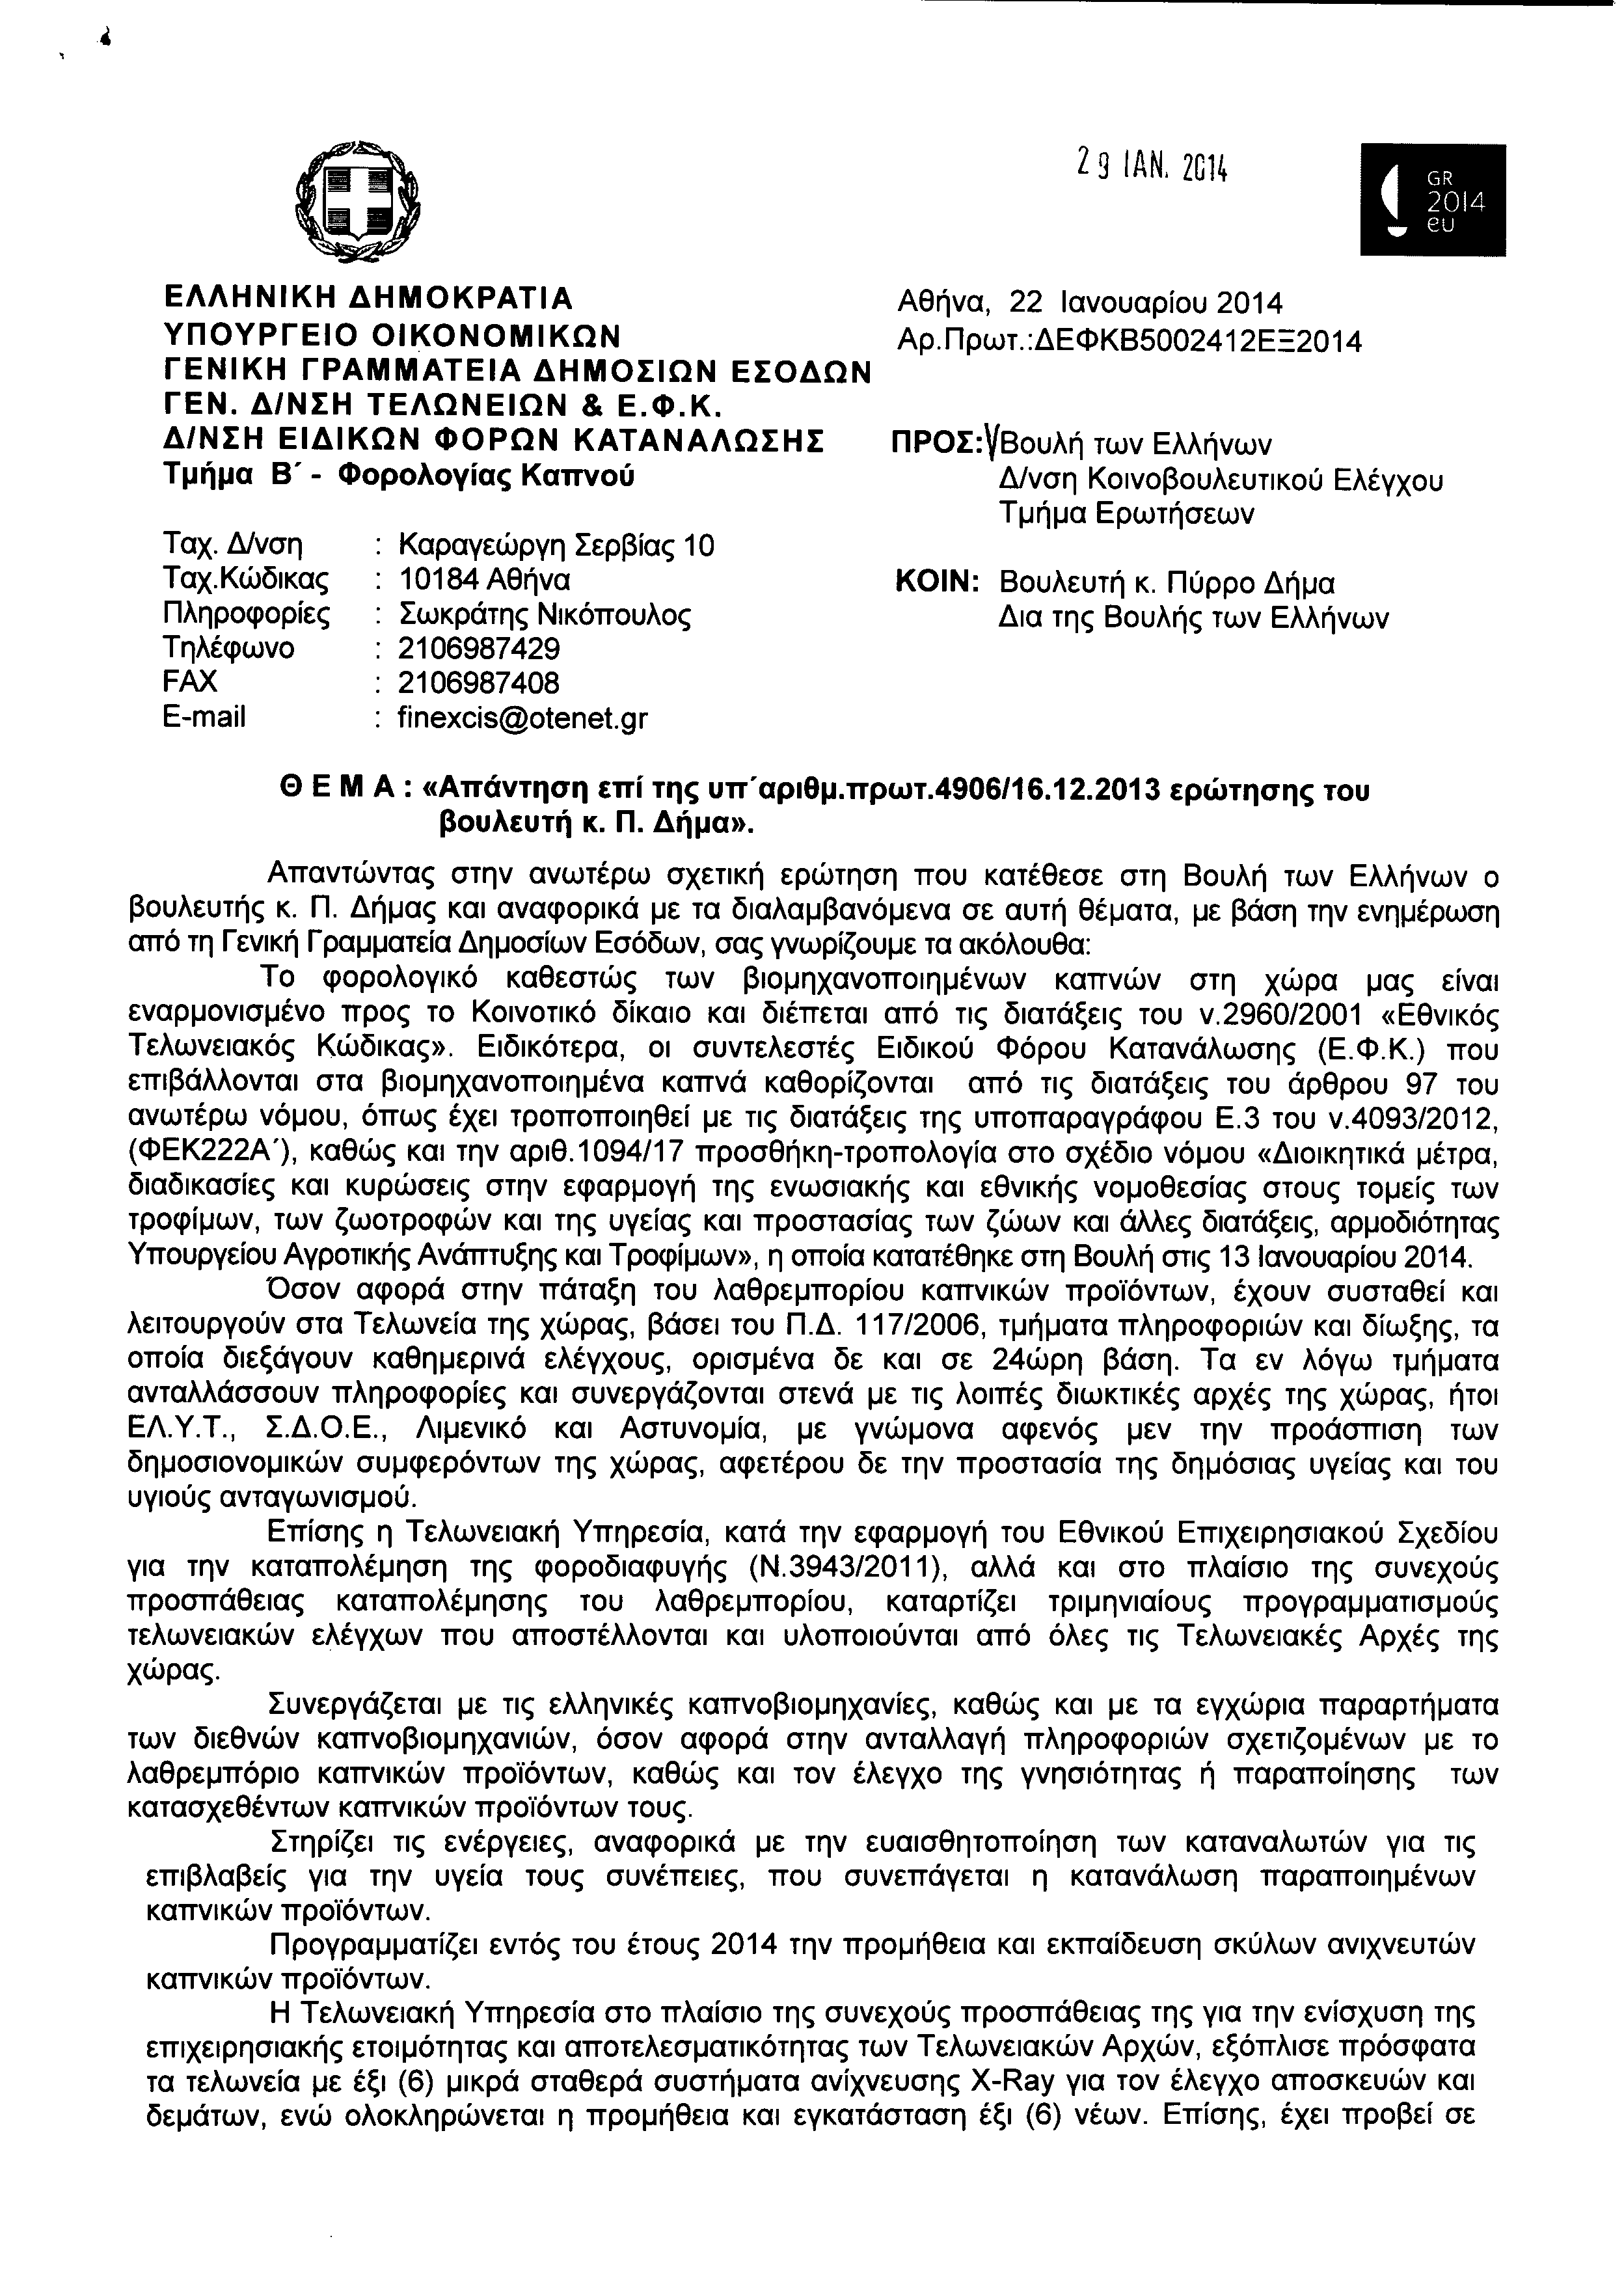 29 ΙΑΝ. 2014
GR
2014
eu
ΕΛΛΗΝΙΚΗ ΔΗΜΟΚΡΑΤΙΑ
ΥΠΟΥΡΓΕΙΟ ΟΙΚΟΝΟΜΙΚΩΝ
ΓΕΝΙΚΗ ΓΡΑΜΜΑΤΕΙΑ ΔΗΜΟΣΙΩΝ ΕΣΟΔΩΝ
ΓΕΝ. Δ/ΝΣΗ ΤΕΛΩΝΕΙΩΝ & Ε.Φ.Κ.
Δ/ΝΣΗ ΕΙΔΙΚΩΝ ΦΟΡΩΝ ΚΑΤΑΝΑΛΩΣΗΣ
Τμήμα Β΄ - Φορολογίας Καπνού
Αθήνα, 22 Ιανουαρίου 2014
Αρ.Πρωτ.:ΔΕΦΚΒ5002412ΕΞ2014
ΠΡΟΣ: Βουλή των Ελλήνων
Δ/νση Κοινοβουλευτικού Ελέγχου
Τμήμα Ερωτήσεων
ΚΟΙΝ: Βουλευτή κ. Πύρρο Δήμα
Δια της Βουλής των Ελλήνων
Ταχ. Δ/νση : Καραγεώργη Σερβίας 10
Ταχ.Κώδικας : 10184 Αθήνα
Πληροφορίες : Σωκράτης Νικόπουλος
Τηλέφωνο : 2106987429
FAX : 2106987408
E-mail : finexcis@otenet.gr
Θ Ε Μ Α : «Απάντηση επί της υπ΄αριθμ.πρωτ.4906/16.12.2013 ερώτησης του
βουλευτή κ. Π. Δήμα».
Απαντώντας στην ανωτέρω σχετική ερώτηση που κατέθεσε στη Βουλή των Ελλήνων ο
βουλευτής κ. Π. Δήμας και αναφορικά με τα διαλαμβανόμενα σε αυτή θέματα, με βάση την ενημέρωση
από τη Γενική Γραμματεία Δημοσίων Εσόδων, σας γνωρίζουμε τα ακόλουθα:
Το φορολογικό καθεστώς των βιομηχανοποιημένων καπνών στη χώρα μας είναι
εναρμονισμένο προς το Κοινοτικό δίκαιο και διέπεται από τις διατάξεις του ν.2960/2001 «Εθνικός
Τελωνειακός Κώδικας». Ειδικότερα, οι συντελεστές Ειδικού Φόρου Κατανάλωσης (Ε.Φ.Κ.) που
επιβάλλονται στα βιομηχανοποιημένα καπνά καθορίζονται από τις διατάξεις του άρθρου 97 του
ανωτέρω νόμου, όπως έχει τροποποιηθεί με τις διατάξεις της υποπαραγράφου Ε.3 του ν.4093/2012,
(ΦΕΚ222Α΄), καθώς και την αριθ.1094/17 προσθήκη-τροπολογία στο σχέδιο νόμου «Διοικητικά μέτρα,
διαδικασίες και κυρώσεις στην εφαρμογή της ενωσιακής και εθνικής νομοθεσίας στους τομείς των
τροφίμων, των ζωοτροφών και της υγείας και προστασίας των ζώων και άλλες διατάξεις, αρμοδιότητας
Υπουργείου Αγροτικής Ανάπτυξης και Τροφίμων», η οποία κατατέθηκε στη Βουλή στις 13 Ιανουαρίου 2014.
Όσον αφορά στην πάταξη του λαθρεμπορίου καπνικών προϊόντων, έχουν συσταθεί και
λειτουργούν στα Τελωνεία της χώρας, βάσει του Π.Δ. 117/2006, τμήματα πληροφοριών και δίωξης, τα
οποία διεξάγουν καθημερινά ελέγχους, ορισμένα δε και σε 24ώρη βάση. Τα εν λόγω τμήματα
ανταλλάσσουν πληροφορίες και συνεργάζονται στενά με τις λοιπές διωκτικές αρχές της χώρας, ήτοι
ΕΛ.Υ.Τ., Σ.Δ.Ο.Ε., Λιμενικό και Αστυνομία, με γνώμονα αφενός μεν την προάσπιση των
δημοσιονομικών συμφερόντων της χώρας, αφετέρου δε την προστασία της δημόσιας υγείας και του
υγιούς ανταγωνισμού.
Επίσης η Τελωνειακή Υπηρεσία, κατά την εφαρμογή του Εθνικού Επιχειρησιακού Σχεδίου
για την καταπολέμηση της φοροδιαφυγής (Ν.3943/2011), αλλά και στο πλαίσιο της συνεχούς
προσπάθειας καταπολέμησης του λαθρεμπορίου, καταρτίζει τριμηνιαίους προγραμματισμούς
τελωνειακών ελέγχων που αποστέλλονται και υλοποιούνται από όλες τις Τελωνειακές Αρχές της
χώρας.
Συνεργάζεται με τις ελληνικές καπνοβιομηχανίες, καθώς και με τα εγχώρια παραρτήματα
των διεθνών καπνοβιομηχανιών, όσον αφορά στην ανταλλαγή πληροφοριών σχετιζομένων με το
λαθρεμπόριο καπνικών προϊόντων, καθώς και τον έλεγχο της γνησιότητας ή παραποίησης των
κατασχεθέντων καπνικών προϊόντων τους.
Στηρίζει τις ενέργειες, αναφορικά με την ευαισθητοποίηση των καταναλωτών για τις
επιβλαβείς για την υγεία τους συνέπειες, που συνεπάγεται η κατανάλωση παραποιημένων
καπνικών προϊόντων.
Προγραμματίζει εντός του έτους 2014 την προμήθεια και εκπαίδευση σκύλων ανιχνευτών
καπνικών προϊόντων.
Η Τελωνειακή Υπηρεσία στο πλαίσιο της συνεχούς προσπάθειας της για την ενίσχυση της
επιχειρησιακής ετοιμότητας και αποτελεσματικότητας των Τελωνειακών Αρχών, εξόπλισε πρόσφατα
τα τελωνεία με έξι (6) μικρά σταθερά συστήματα ανίχνευσης X-Ray για τον έλεγχο αποσκευών και
δεμάτων, ενώ ολοκληρώνεται η προμήθεια και εγκατάσταση έξι (6) νέων. Επίσης, έχει προβεί σε